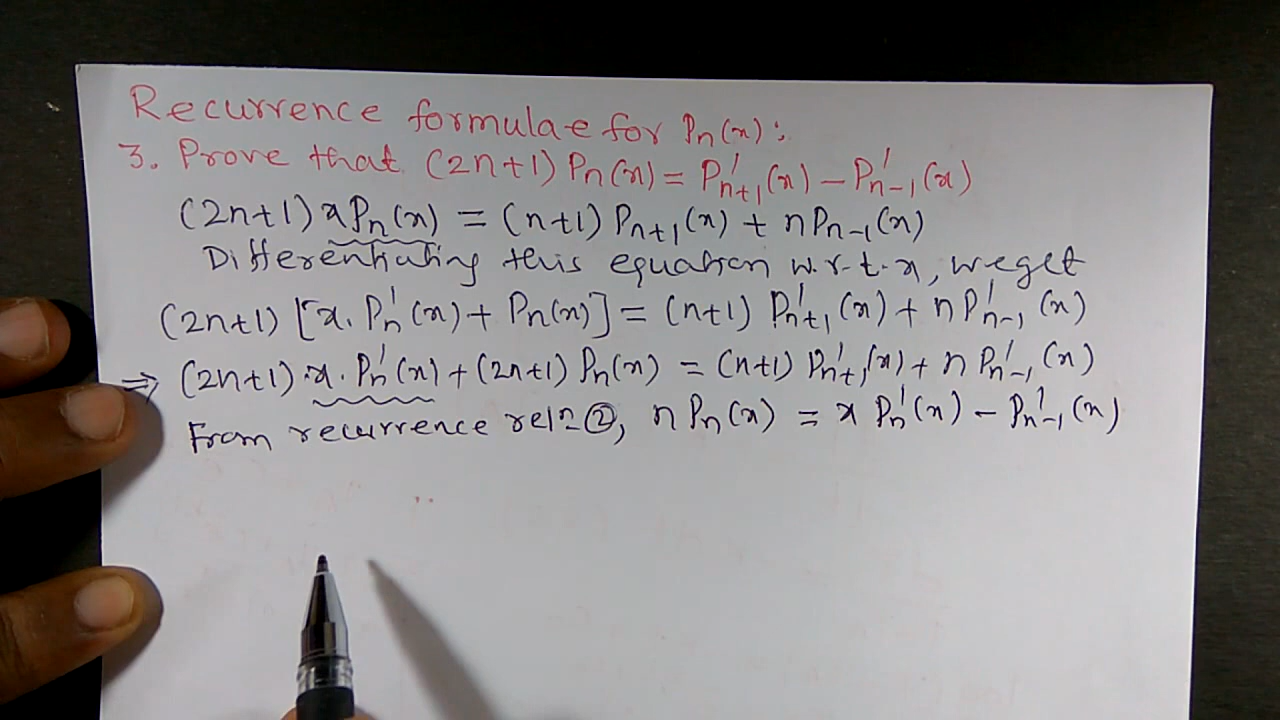 Recurrence formulae for Pn(x):
3. Prove that (2n+1) Pn(x) = P'n+1(x) - P'n-1(x)
(2n+1) xPn(x) = (n+1) Pn+1(x) + nPn-1(x)
Differentiating this equation w.r.t. x, we get
(2n+1) [x. P'n(x) + Pn(x)] = (n+1) P'n+1(x) + n P'n-1(x)
⇒ (2n+1) x. P'n(x) + (2n+1) Pn(x) = (n+1) P'n+1(x) + n P'n-1(x)
From recurrence reln ②, n Pn(x) = x P'n(x) - P'n-1(x)